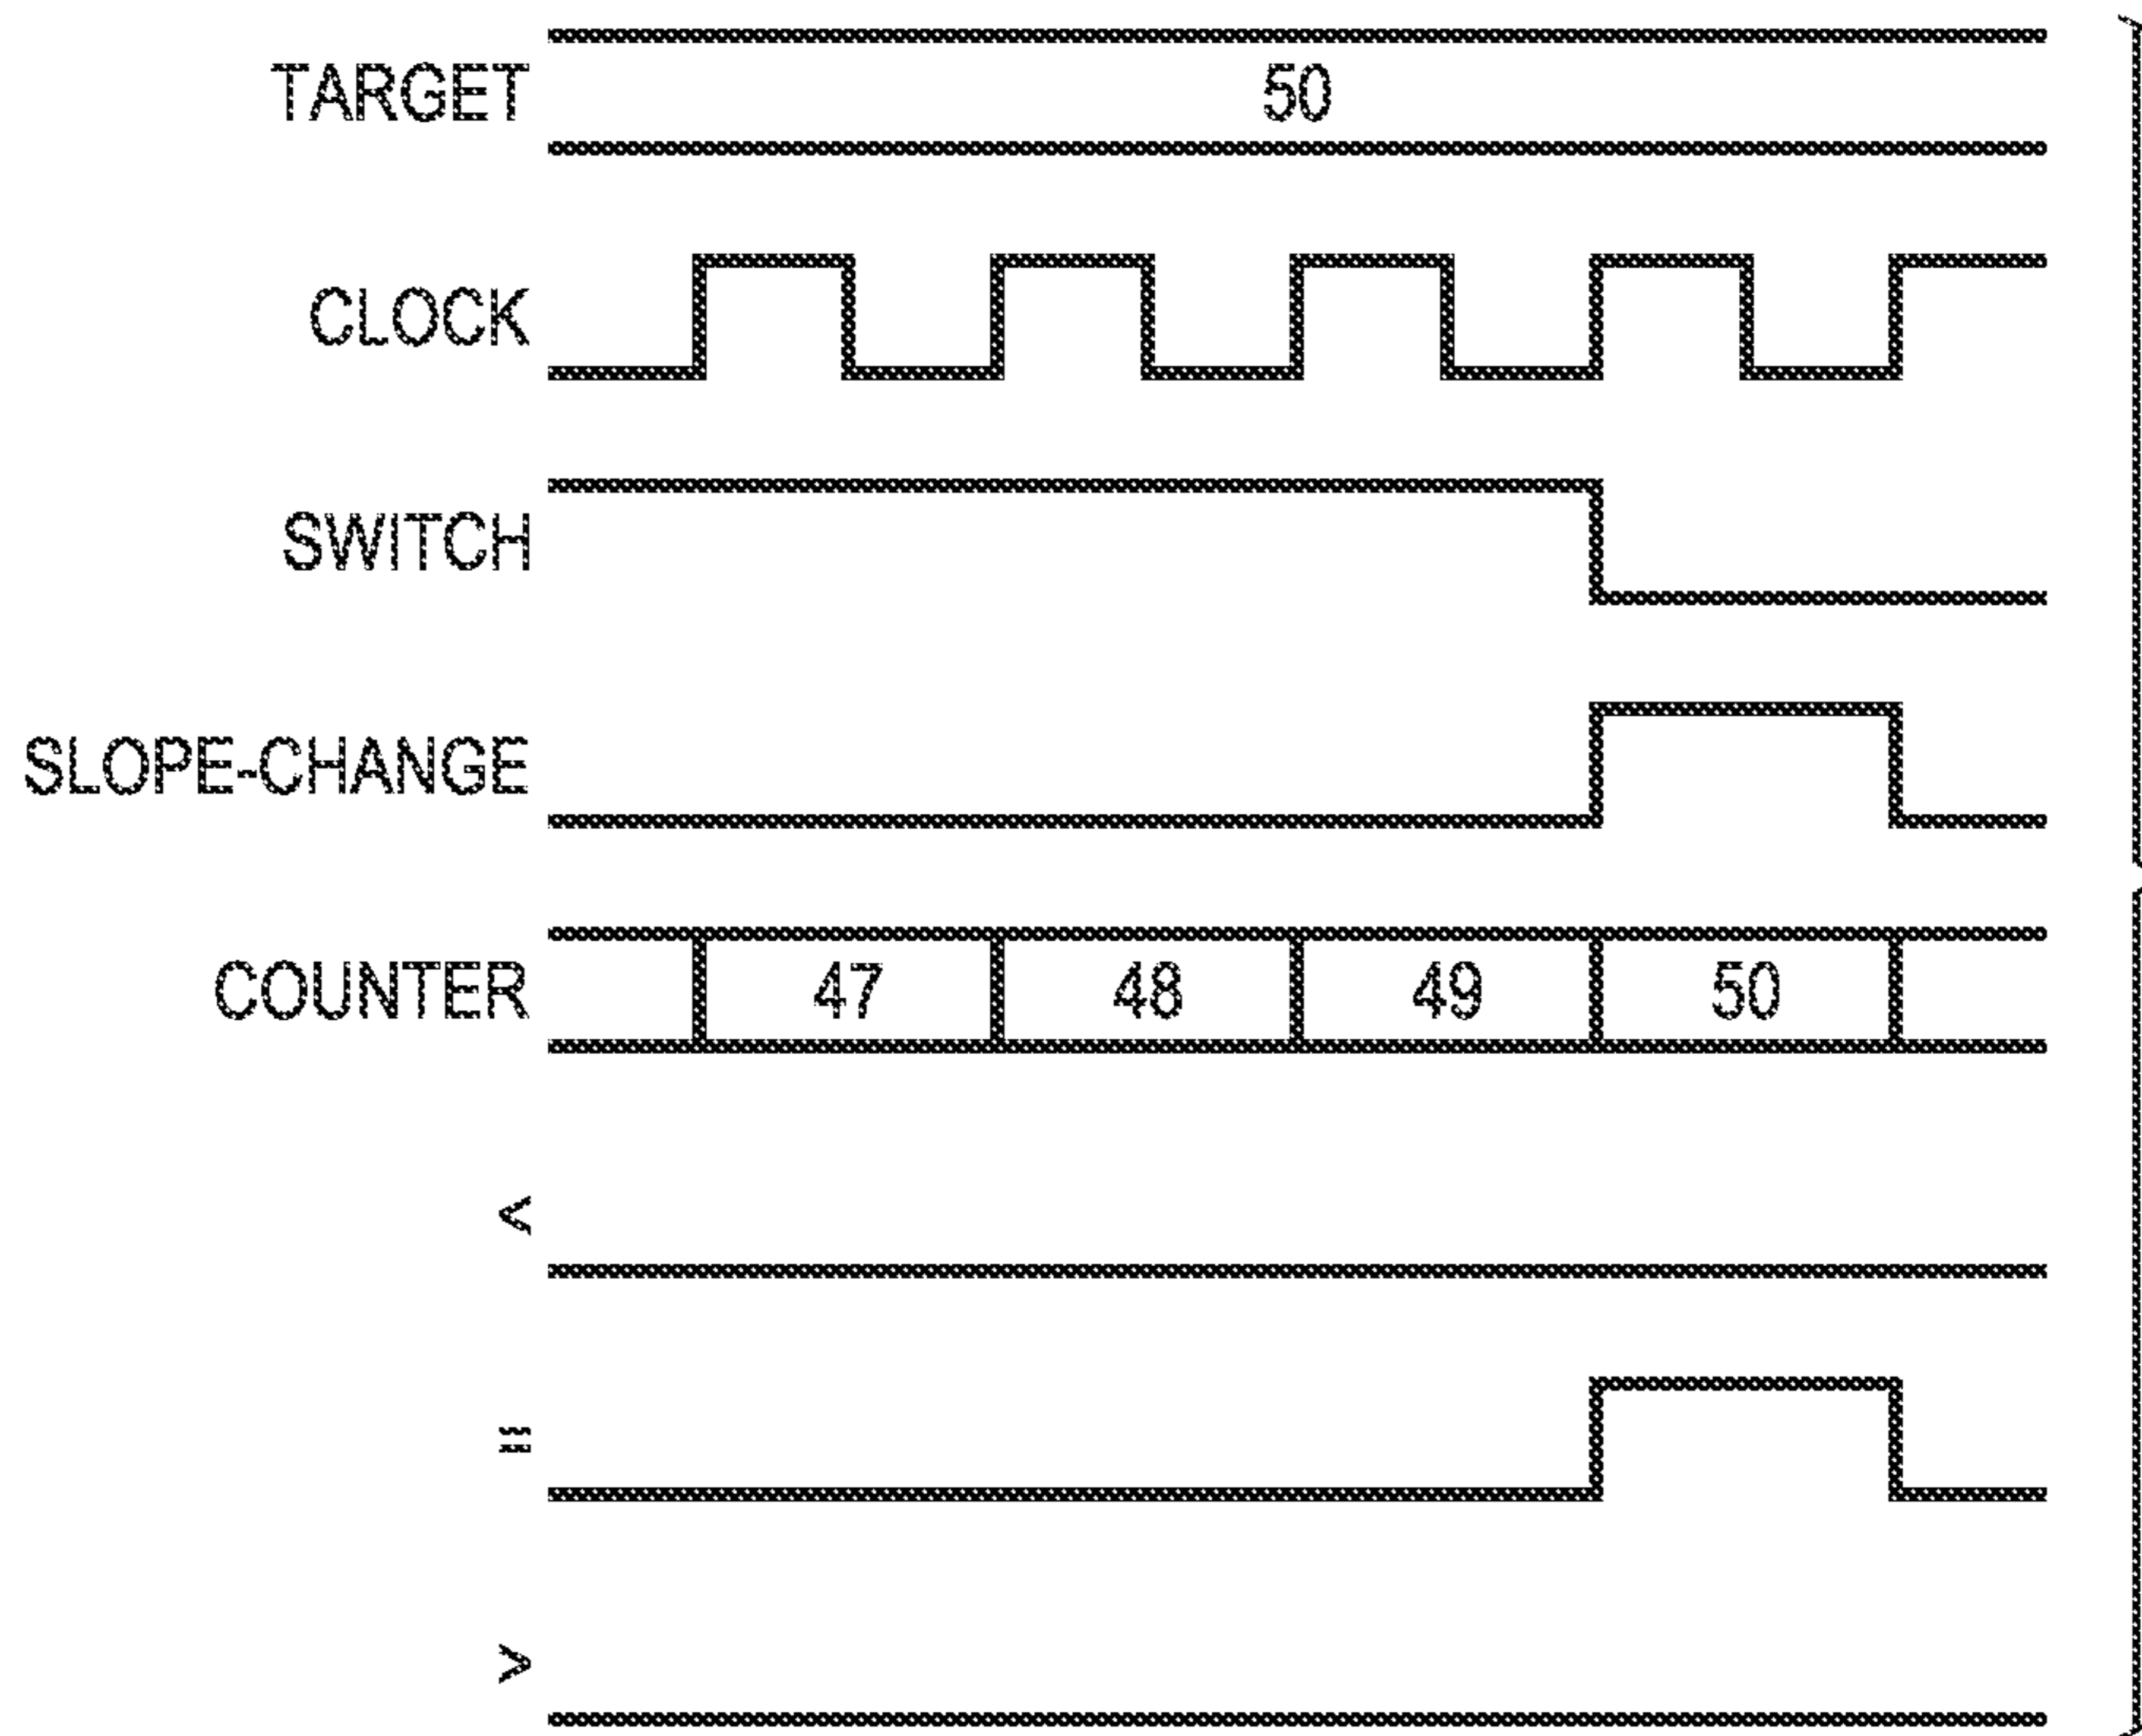 TARGET 50
CLOCK
SWITCH
SLOPE-CHANGE
COUNTER 47 48 49 50
<
=
>